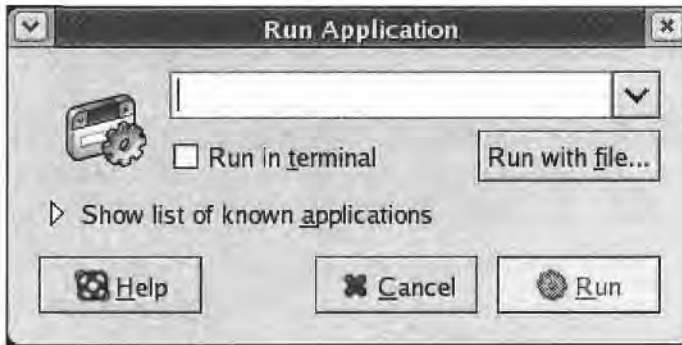 Run Application
Run in terminal
Run with file...
Show list of known applications
Help
Cancel
Run